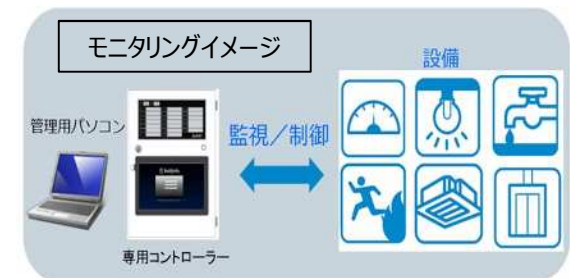 モニタリングイメージ
設備
管理用パソコン
監視／制御
専用コントローラー